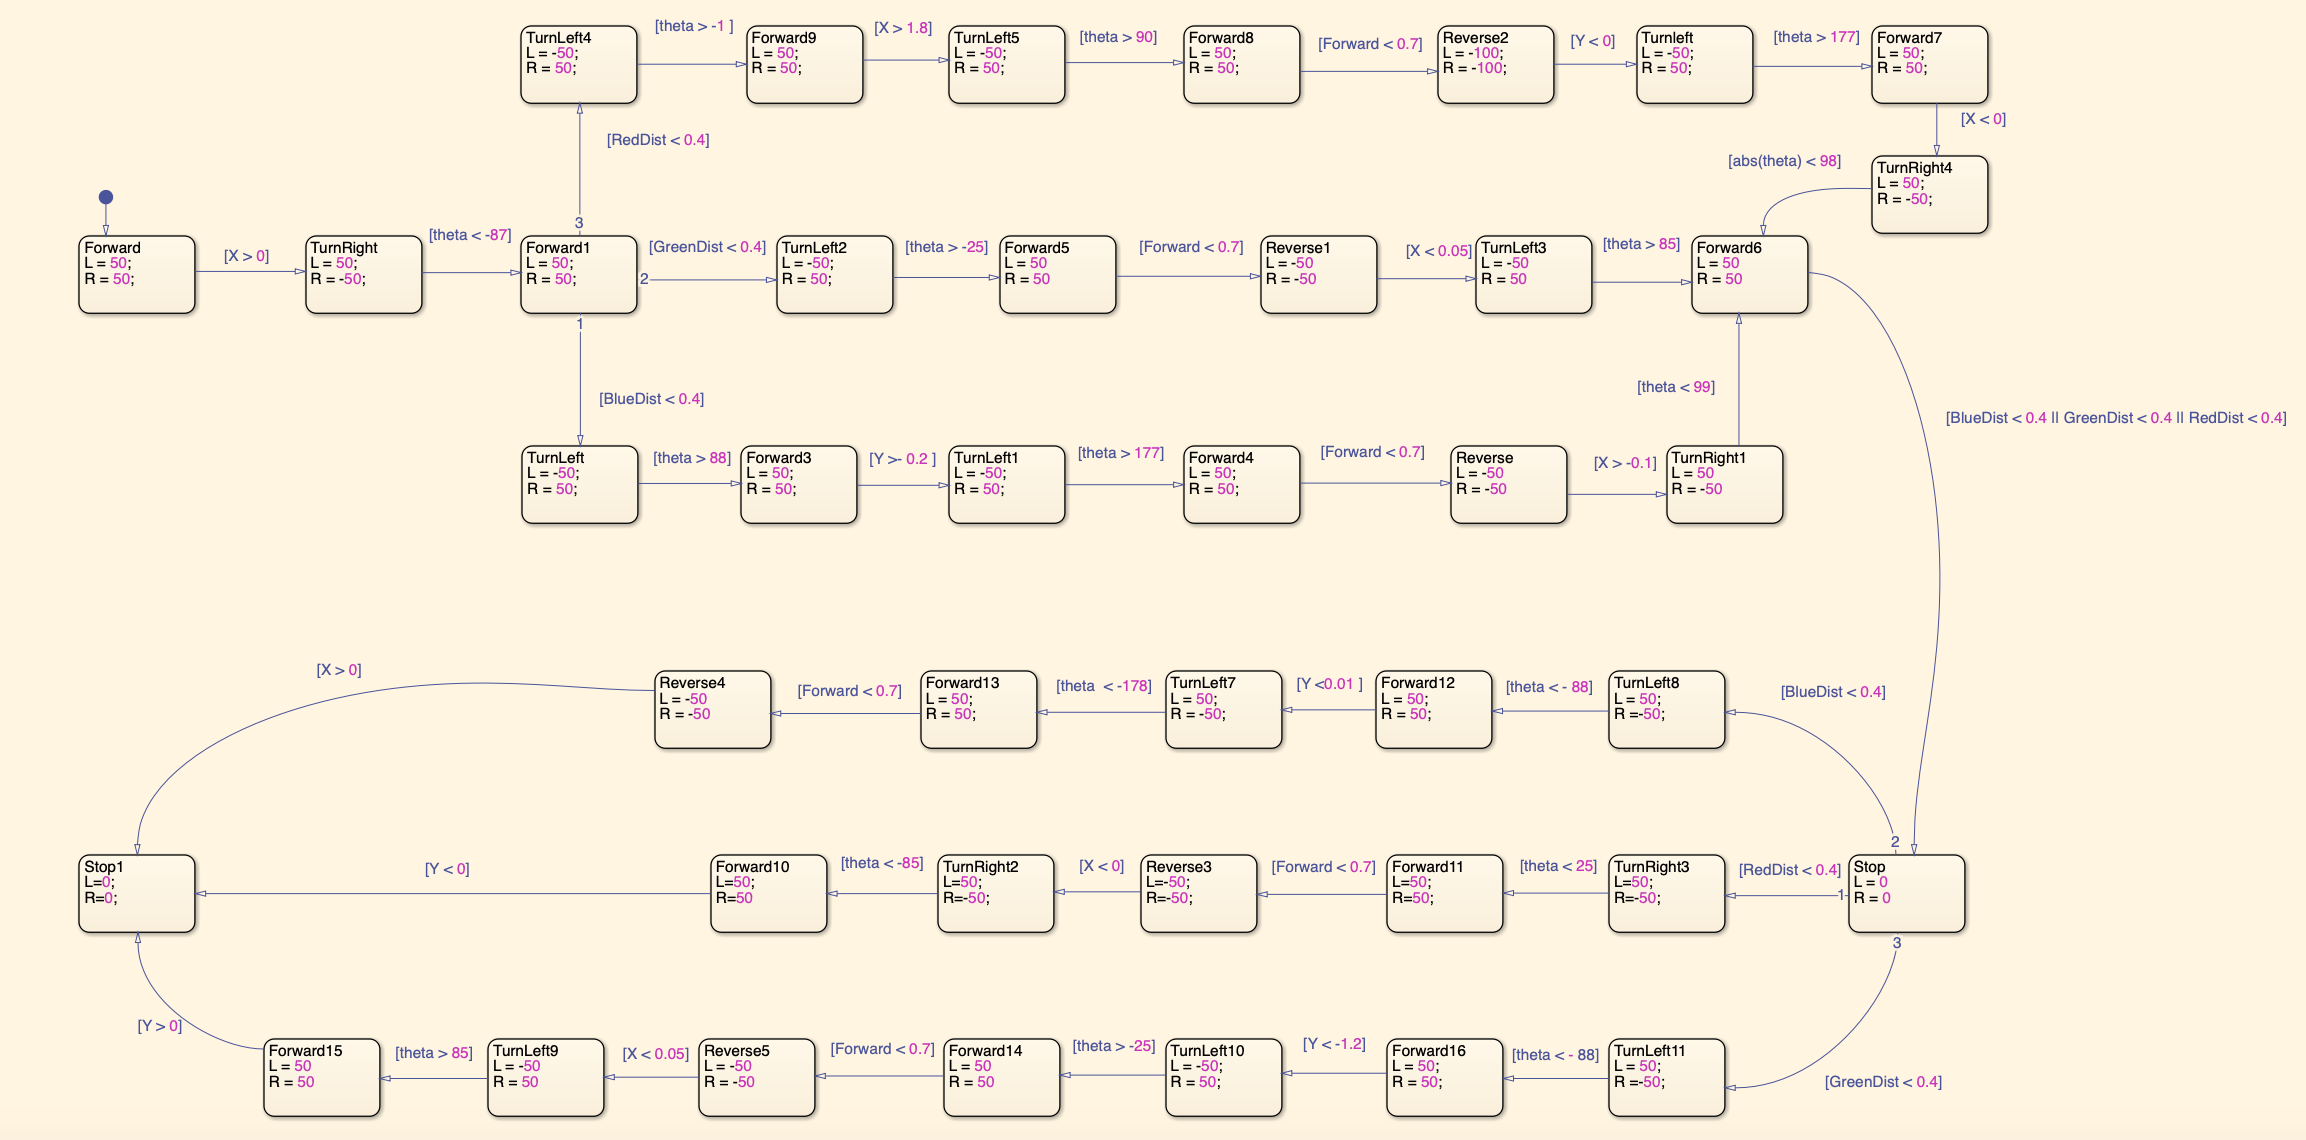 TurnLeft4
L = -50;
R = 50;
[theta > -1 ]
Forward9
L = 50;
R = 50;
[X > 1.8]
TurnLeft5
L = -50;
R = 50;
[theta > 90]
Forward8
L = 50;
R = 50;
[Forward < 0.7]
Reverse2
L = -100;
R = -100;
[Y < 0]
Turnleft
L = -50;
R = 50;
[theta > 177]
Forward7
L = 50;
R = 50;
[X < 0]
[RedDist < 0.4]
3
[abs(theta) < 98]
TurnRight4
L = 50;
R = -50;
Forward
L = 50;
R = 50;
[X > 0]
TurnRight
L = 50;
R = -50;
[theta < -87]
Forward1
L = 50;
R = 50;
[GreenDist < 0.4]
2
TurnLeft2
L = -50;
R = 50;
[theta > -25]
Forward5
L = 50
R = 50
[Forward < 0.7]
Reverse1
L = -50
R = -50
[X < 0.05]
TurnLeft3
L = -50
R = 50
[theta > 85]
Forward6
L = 50
R = 50
1
[BlueDist < 0.4]
[theta < 99]
[BlueDist < 0.4 || GreenDist < 0.4 || RedDist < 0.4]
TurnLeft
L = -50;
R = 50;
[theta > 88]
Forward3
L = 50;
R = 50;
[Y >- 0.2 ]
TurnLeft1
L = -50;
R = 50;
[theta > 177]
Forward4
L = 50;
R = 50;
[Forward < 0.7]
Reverse
L = -50
R = -50
[X > -0.1]
TurnRight1
L = 50
R = -50
[X > 0]
Reverse4
L = -50
R = -50
[Forward < 0.7]
Forward13
L = 50;
R = 50;
[theta < -178]
TurnLeft7
L = 50;
R = -50;
[Y <0.01 ]
Forward12
L = 50;
R = 50;
[theta < - 88]
TurnLeft8
L = 50;
R =-50;
[BlueDist < 0.4]
2
Stop1
L=0;
R=0;
[Y < 0]
Forward10
L=50;
R=50
[theta < -85]
TurnRight2
L=50;
R=-50;
[X < 0]
Reverse3
L=-50;
R=-50;
[Forward < 0.7]
Forward11
L=50;
R=50;
[theta < 25]
TurnRight3
L=50;
R=-50;
[RedDist < 0.4]
1
Stop
L = 0
R = 0
3
[Y > 0]
Forward15
L = 50
R = 50
[theta > 85]
TurnLeft9
L = -50
R = 50
[X < 0.05]
Reverse5
L = -50
R = -50
[Forward < 0.7]
Forward14
L = 50
R = 50
[theta > -25]
TurnLeft10
L = -50;
R = 50;
[Y < -1.2]
Forward16
L = 50;
R = 50;
[theta < - 88]
TurnLeft11
L = 50;
R =-50;
[GreenDist < 0.4]